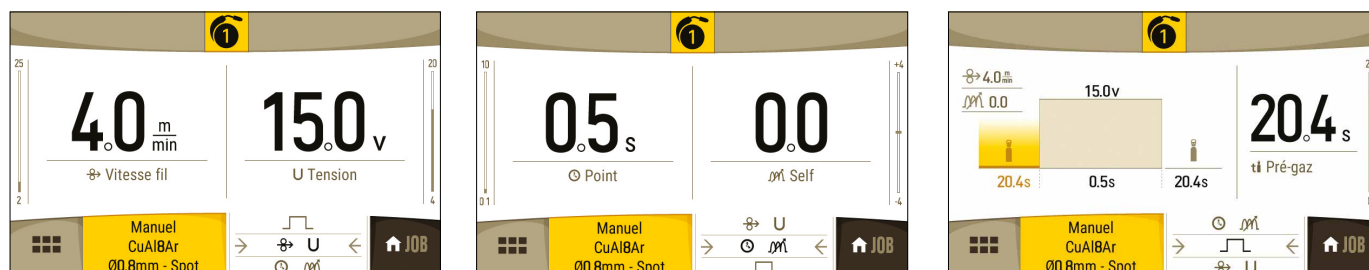 1
25
20
4.0 m/min
15.0 v
Vitesse fil
U Tension
2
4
Manuel
CuAl8Ar
Ø0.8mm - Spot
U
JOB
1
10
+4
0.5 s
0.0
Point
Self
01
-4
Manuel
CuAl8Ar
Ø0.8mm - Spot
U
JOB
1
4.0 m/min
0.0
15.0v
20.4 s
Pré-gaz
20.4s
0.5s
20.4s
Manuel
CuAl8Ar
Ø0.8mm - Spot
U
JOB